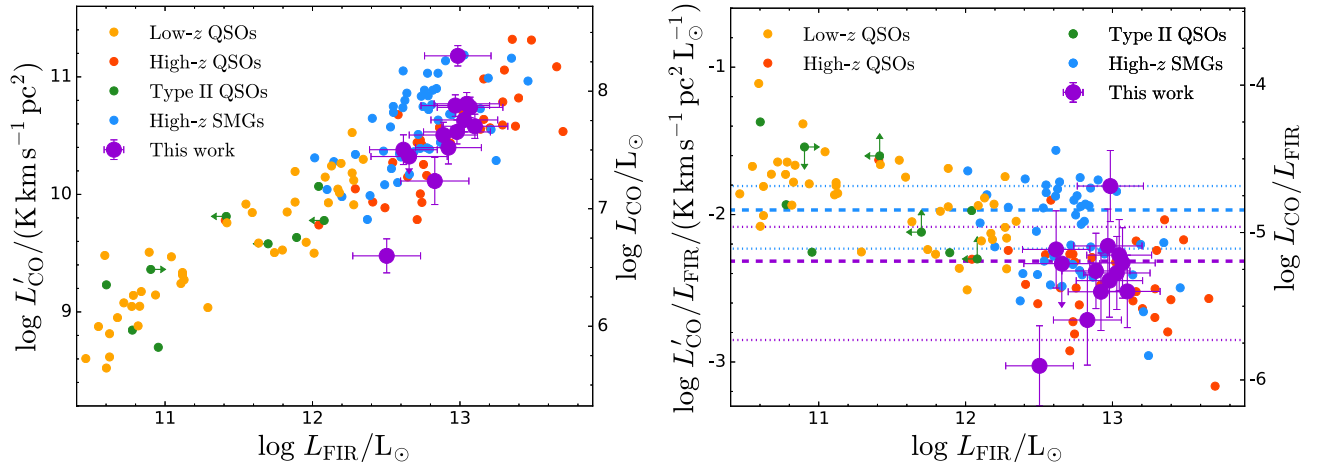 log L′CO/(K km s−1 pc2)
11
10
9
Low-z QSOs
High-z QSOs
Type II QSOs
High-z SMGs
This work
8
7
6
log LCO/L⊙
11 12 13
log LFIR/L⊙
log L′CO/LFIR/(K km s−1 pc2 L⊙−1)
-1
-2
-3
Low-z QSOs
High-z QSOs
Type II QSOs
High-z SMGs
This work
-4
-5
-6
log LCO/LFIR
11 12 13
log LFIR/L⊙